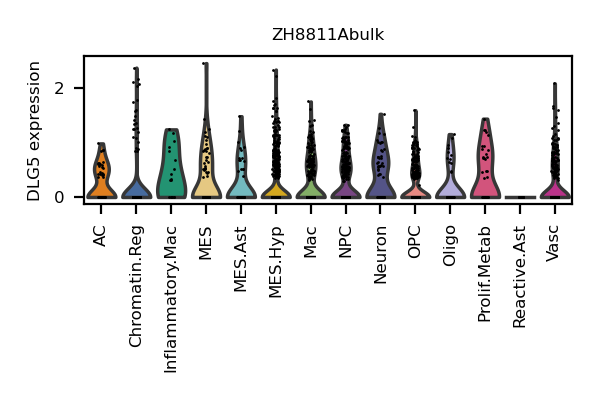 ZH8811Abulk
DLG5 expression
2
0
AC
Chromatin.Reg
Inflammatory.Mac
MES
MES.Ast
MES.Hyp
Mac
NPC
Neuron
OPC
Oligo
Prolif.Metab
Reactive.Ast
Vasc